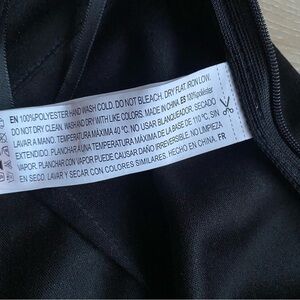 EN 100%POLYESTER HAND WASH COLD. DO NOT BLEACH. DRY FLAT. IRON LOW.
DO NOT DRY CLEAN. WASH AND DRY WITH LIKE COLORS. MADE IN CHINA ES 100%poliéster
LAVAR A MANO. TEMPERATURA MÁXIMA 40 ºC. NO USAR BLANQUEADOR. SECADO
EXTENDIDO. PLANCHAR A UNA TEMPERATURA MÁXIMA DE LA BASE DE 110 ºC, SIN
VAPOR. PLANCHAR CON VAPOR PUEDE CAUSAR DAÑO IRREVERSIBLE. NO LIMPIEZA
EN SECO. LAVAR Y SECAR CON COLORES SIMILARES. HECHO EN CHINA. FR